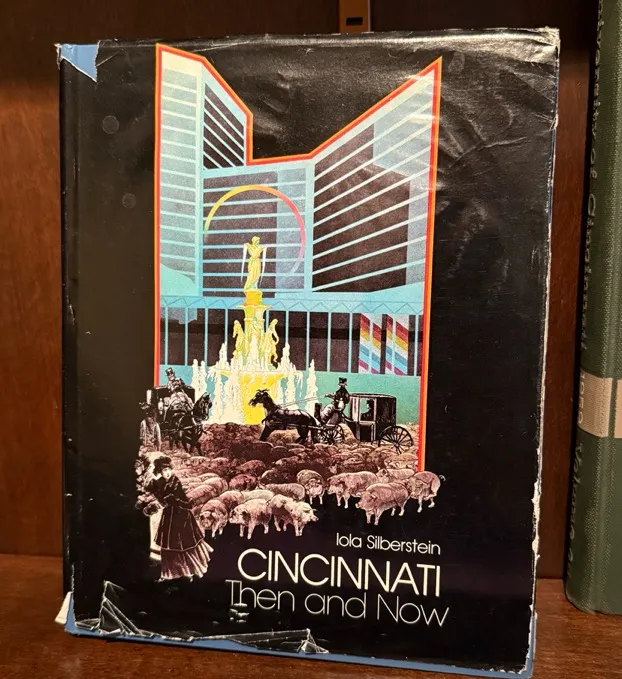 Iola Silberstein
CINCINNATI
Then and Now